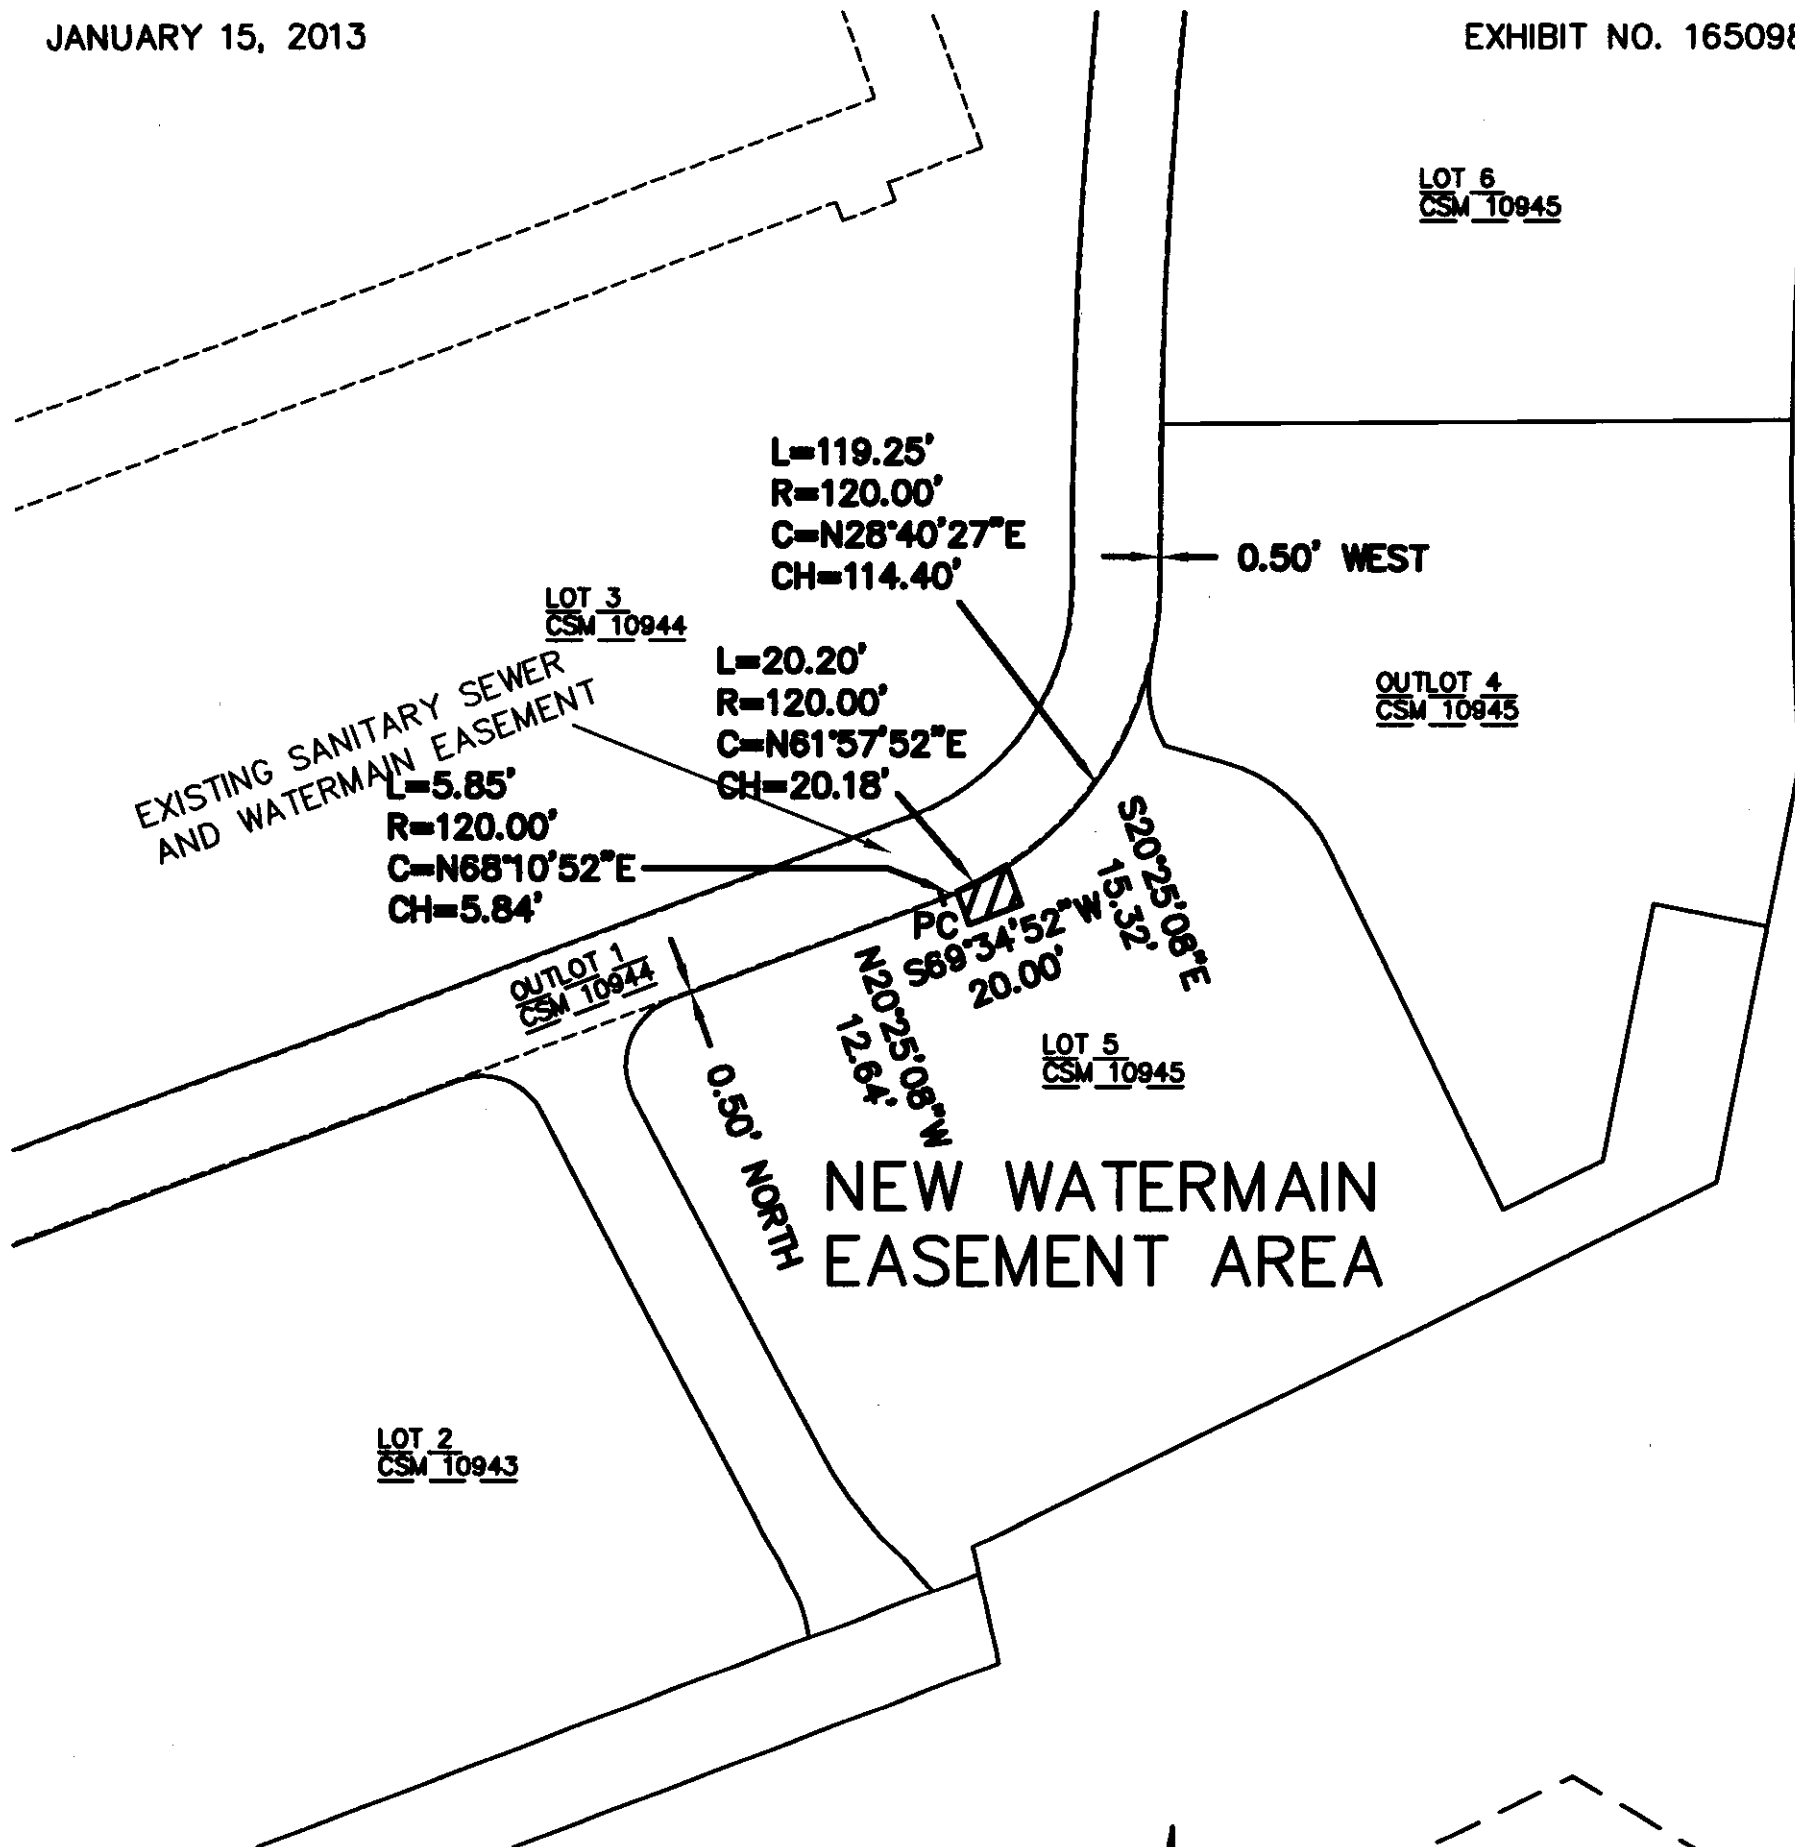 JANUARY 15, 2013
EXHIBIT NO. 165098
LOT 6
CSM 10945
L=119.25'
R=120.00'
C=N28°40'27"E
CH=114.40'
0.50' WEST
LOT 3
CSM 10944
L=20.20'
R=120.00'
C=N61°57'52"E
CH=20.18'
OUTLOT 4
CSM 10945
EXISTING SANITARY SEWER
AND WATERMAIN EASEMENT
L=5.85'
R=120.00'
C=N68°10'52"E
CH=5.84'
S20°25'08"E
15.32'
PC
S69°34'52"W
20.00'
OUTLOT 1
CSM 10944
N20°25'08"W
12.64'
LOT 5
CSM 10945
0.50' NORTH
NEW WATERMAIN
EASEMENT AREA
LOT 2
CSM 10943